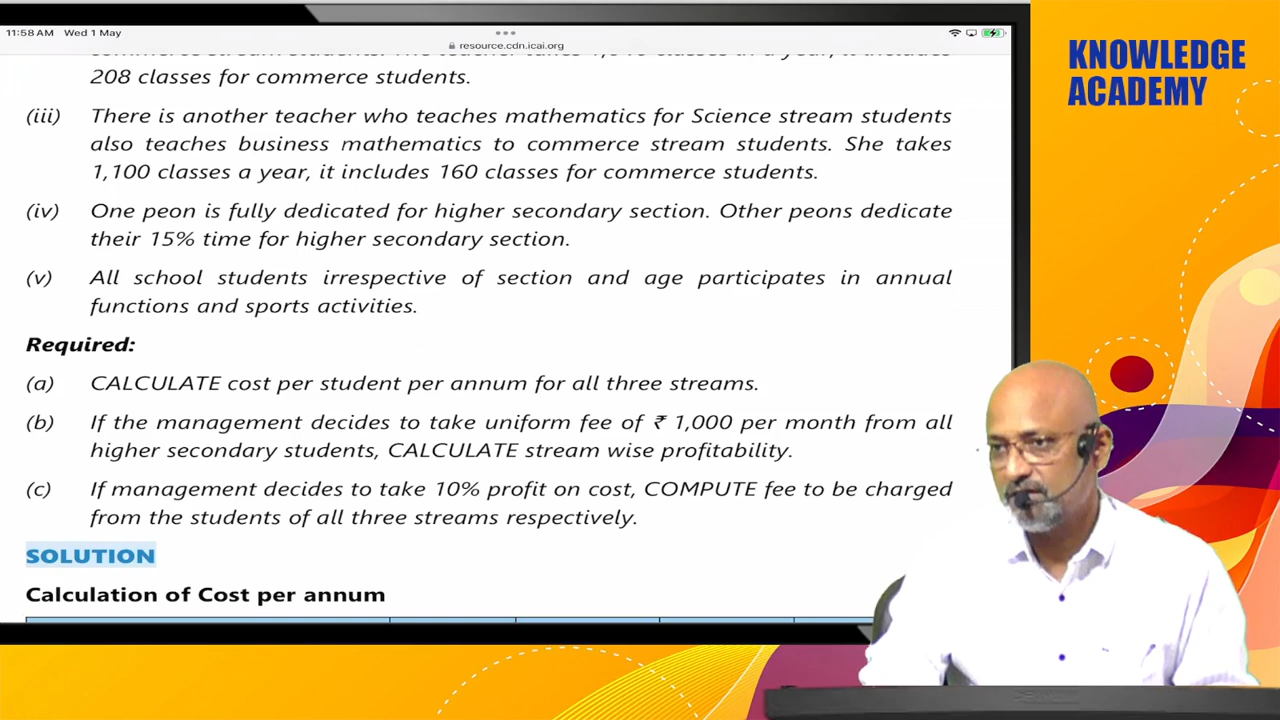 11:58 AM Wed 1 May
resource.cdn.icai.org
KNOWLEDGE
ACADEMY
208 classes for commerce students.
(iii) There is another teacher who teaches mathematics for Science stream students
also teaches business mathematics to commerce stream students. She takes
1,100 classes a year, it includes 160 classes for commerce students.
(iv) One peon is fully dedicated for higher secondary section. Other peons dedicate
their 15% time for higher secondary section.
(v) All school students irrespective of section and age participates in annual
functions and sports activities.
Required:
(a) CALCULATE cost per student per annum for all three streams.
(b) If the management decides to take uniform fee of ₹ 1,000 per month from all
higher secondary students, CALCULATE stream wise profitability.
(c) If management decides to take 10% profit on cost, COMPUTE fee to be charged
from the students of all three streams respectively.
SOLUTION
Calculation of Cost per annum